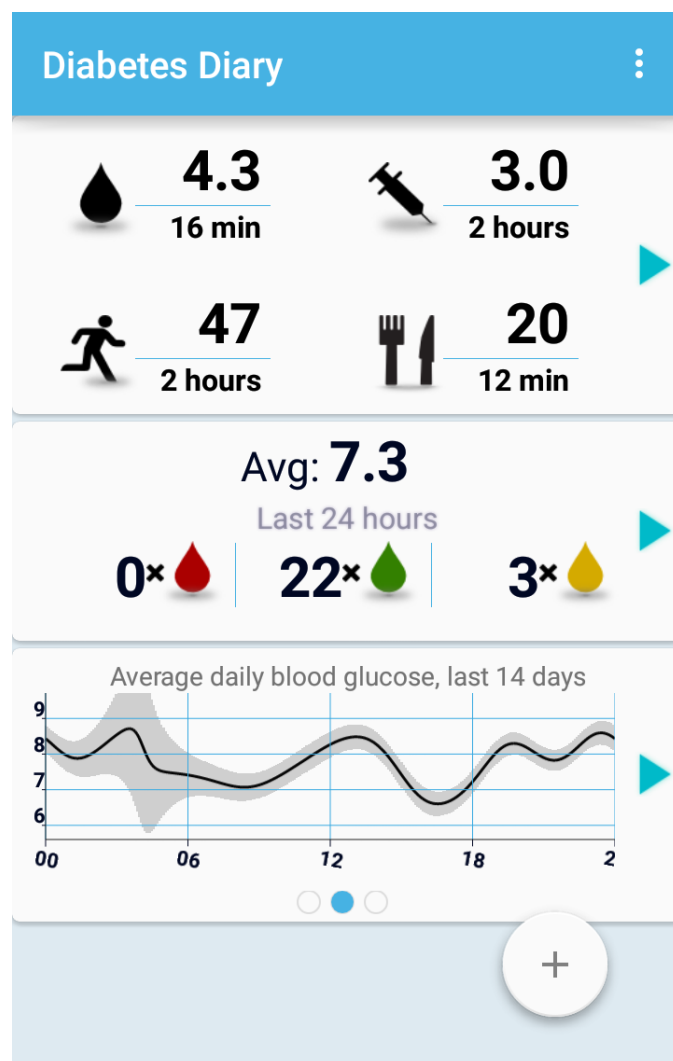 Diabetes Diary
4.3
16 min
3.0
2 hours
47
2 hours
20
12 min
Avg: 7.3
Last 24 hours
0×
22×
3×
Average daily blood glucose, last 14 days
9
8
7
6
00 06 12 18 2
+